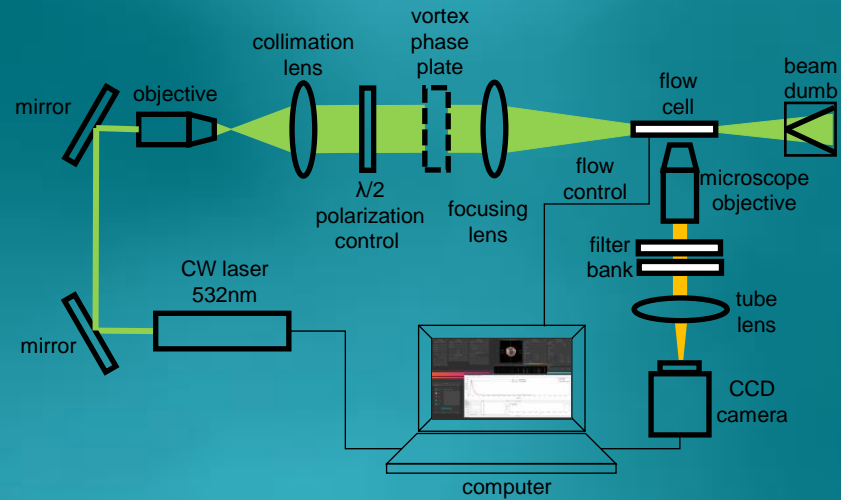 mirror
objective
collimation
lens
vortex
phase
plate
flow
cell
beam
dumb
λ/2
polarization
control
focusing
lens
flow
control
microscope
objective
filter
bank
tube
lens
CW laser
532nm
mirror
CCD
camera
computer